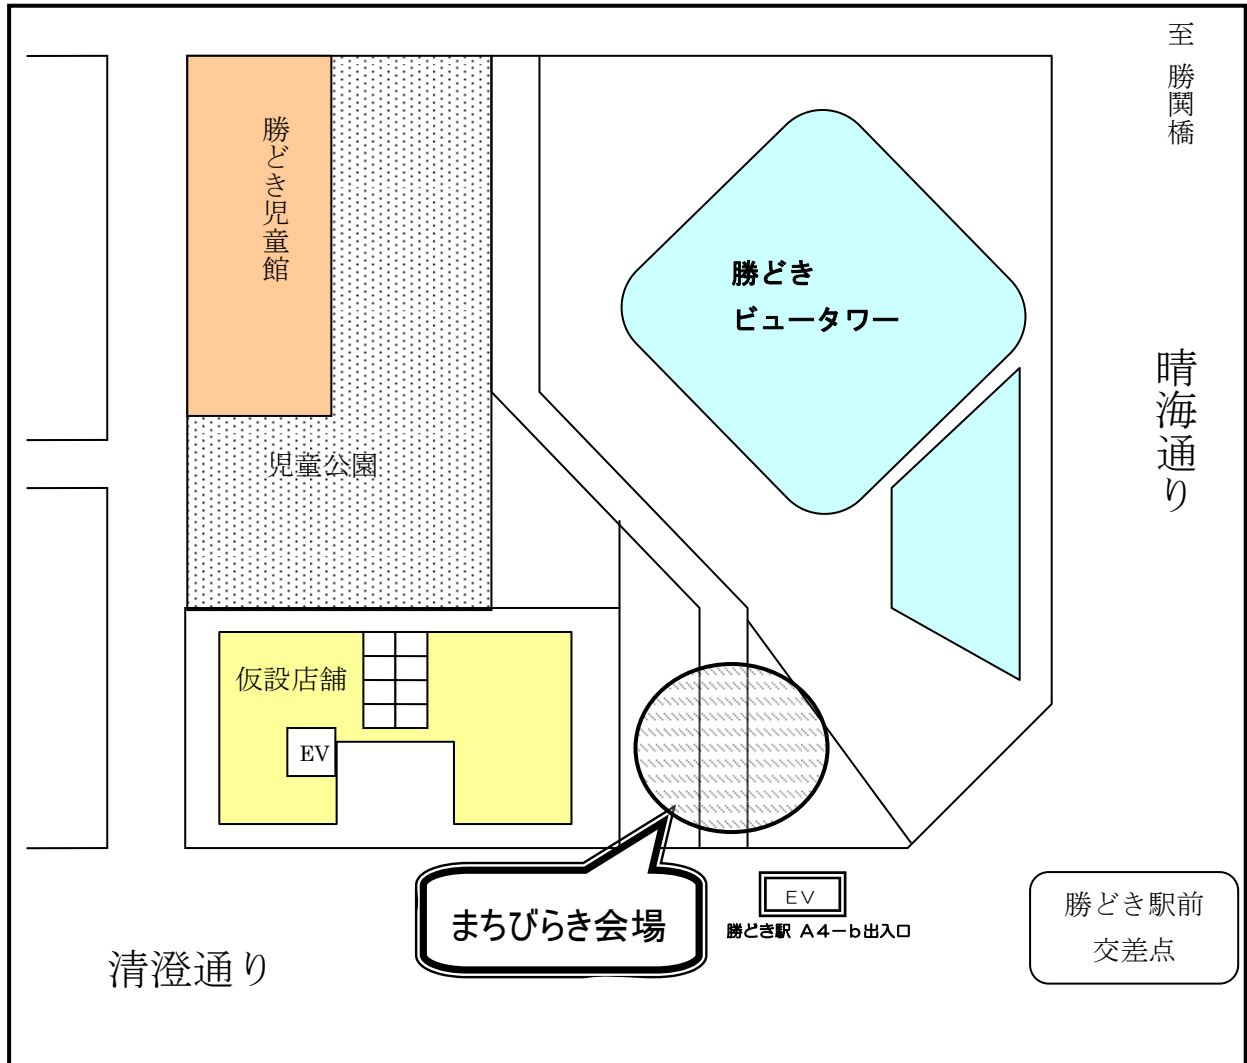 至 勝鬨橋
勝どき児童館
勝どき
ビュータワー
晴海通り
児童公園
仮設店舗
EV
まちびらき会場
EV
勝どき駅 A4-b出入口
勝どき駅前
交差点
清澄通り